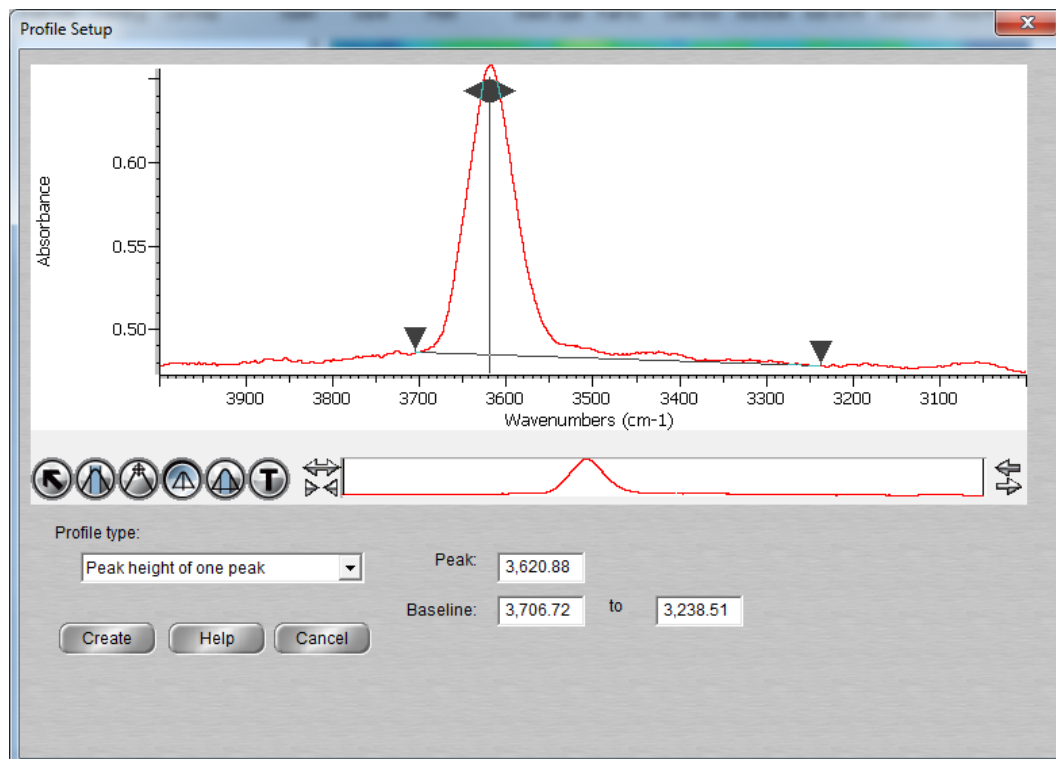 Profile Setup
Absorbance
0.60
0.55
0.50
3900 3800 3700 3600 3500 3400 3300 3200 3100
Wavenumbers (cm-1)
T
Profile type:
Peak height of one peak
Peak: 3,620.88
Baseline: 3,706.72 to 3,238.51
Create Help Cancel